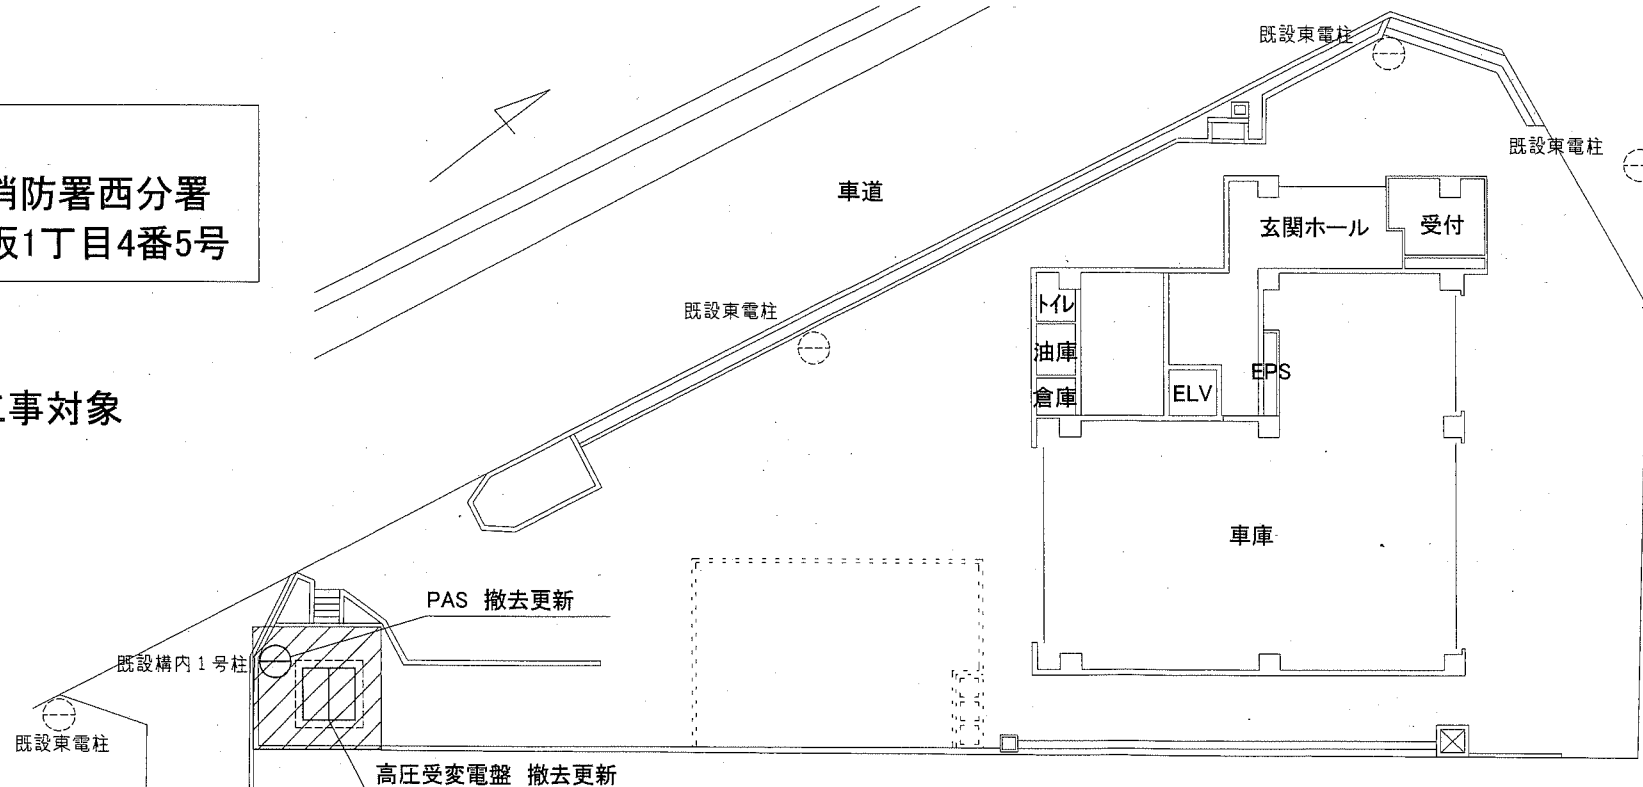 既設東電柱
既設東電柱
消防署西分署
坂1丁目4番5号
車道
玄関ホール
受付
既設東電柱
トイレ
油庫
倉庫
ELV
EPS
工事対象
車庫
PAS 撤去更新
既設構内1号柱
既設東電柱
高圧受変電盤 撤去更新